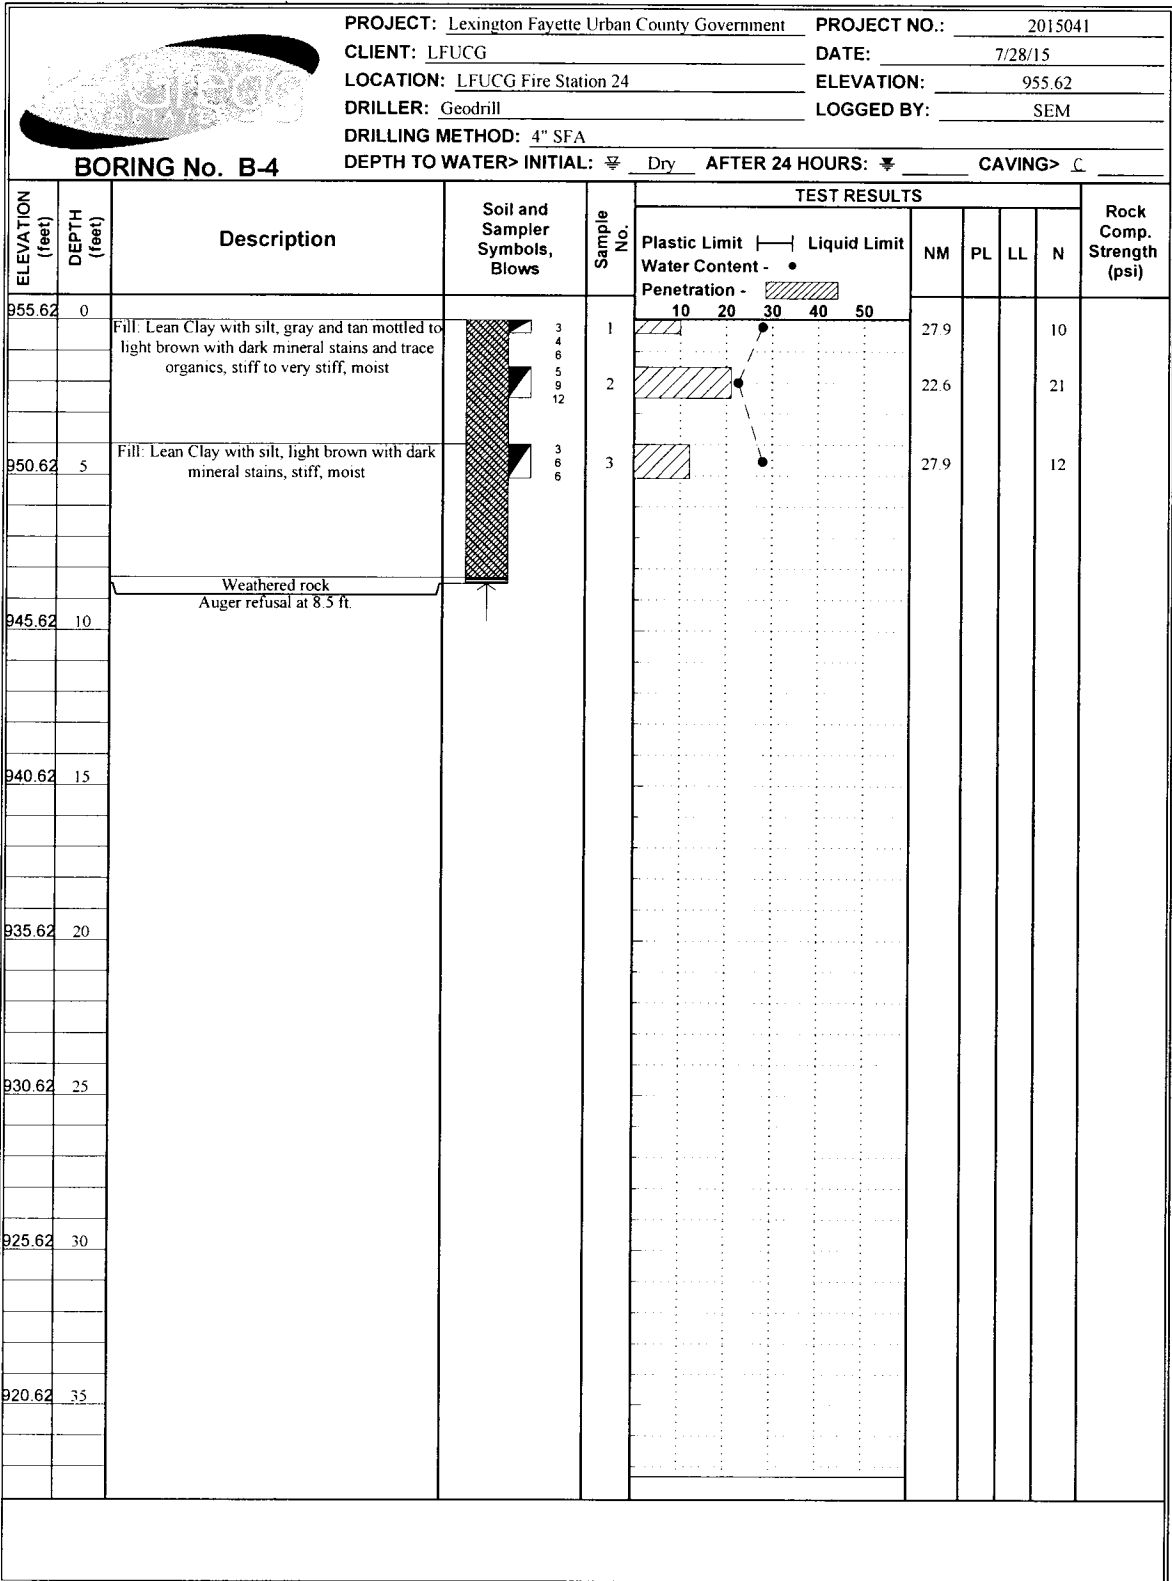 PROJECT: Lexington Fayette Urban County Government PROJECT NO.: 2015041
CLIENT: LFUCG DATE: 7/28/15
LOCATION: LFUCG Fire Station 24 ELEVATION: 955.62
DRILLER: Geodrill LOGGED BY: SEM
DRILLING METHOD: 4" SFA
BORING No. B-4 DEPTH TO WATER> INITIAL: Dry AFTER 24 HOURS: CAVING> C
ELEVATION (feet)
DEPTH (feet)
Description
Soil and
Sampler
Symbols,
Blows
Sample No.
TEST RESULTS
Plastic Limit Liquid Limit
Water Content -
Penetration -
10 20 30 40 50
NM PL LL N
Rock
Comp.
Strength
(psi)
955.62 0
Fill: Lean Clay with silt, gray and tan mottled to
light brown with dark mineral stains and trace
organics, stiff to very stiff, moist
3
4
6
1 27.9 10
5
9
12
2 22.6 21
950.62 5
Fill: Lean Clay with silt, light brown with dark
mineral stains, stiff, moist
3
6
6
3 27.9 12
Weathered rock
Auger refusal at 8.5 ft.
945.62 10
940.62 15
935.62 20
930.62 25
925.62 30
920.62 35